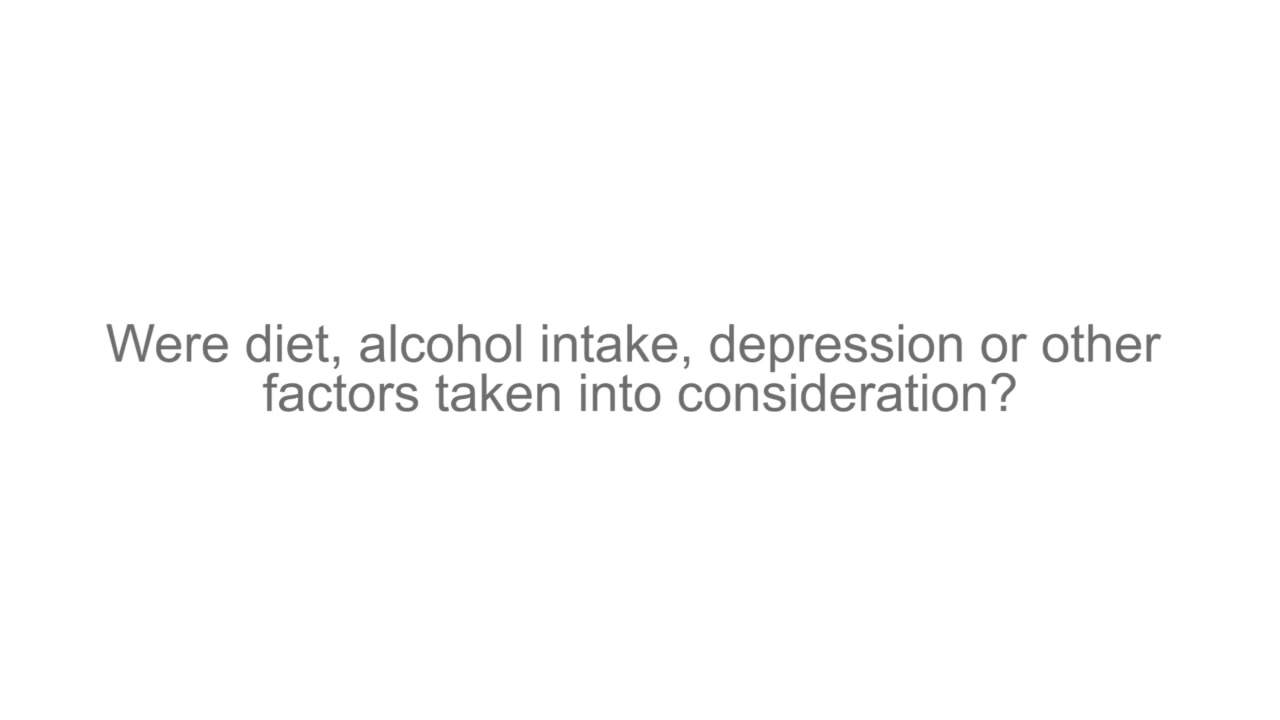 Were diet, alcohol intake, depression or other
factors taken into consideration?